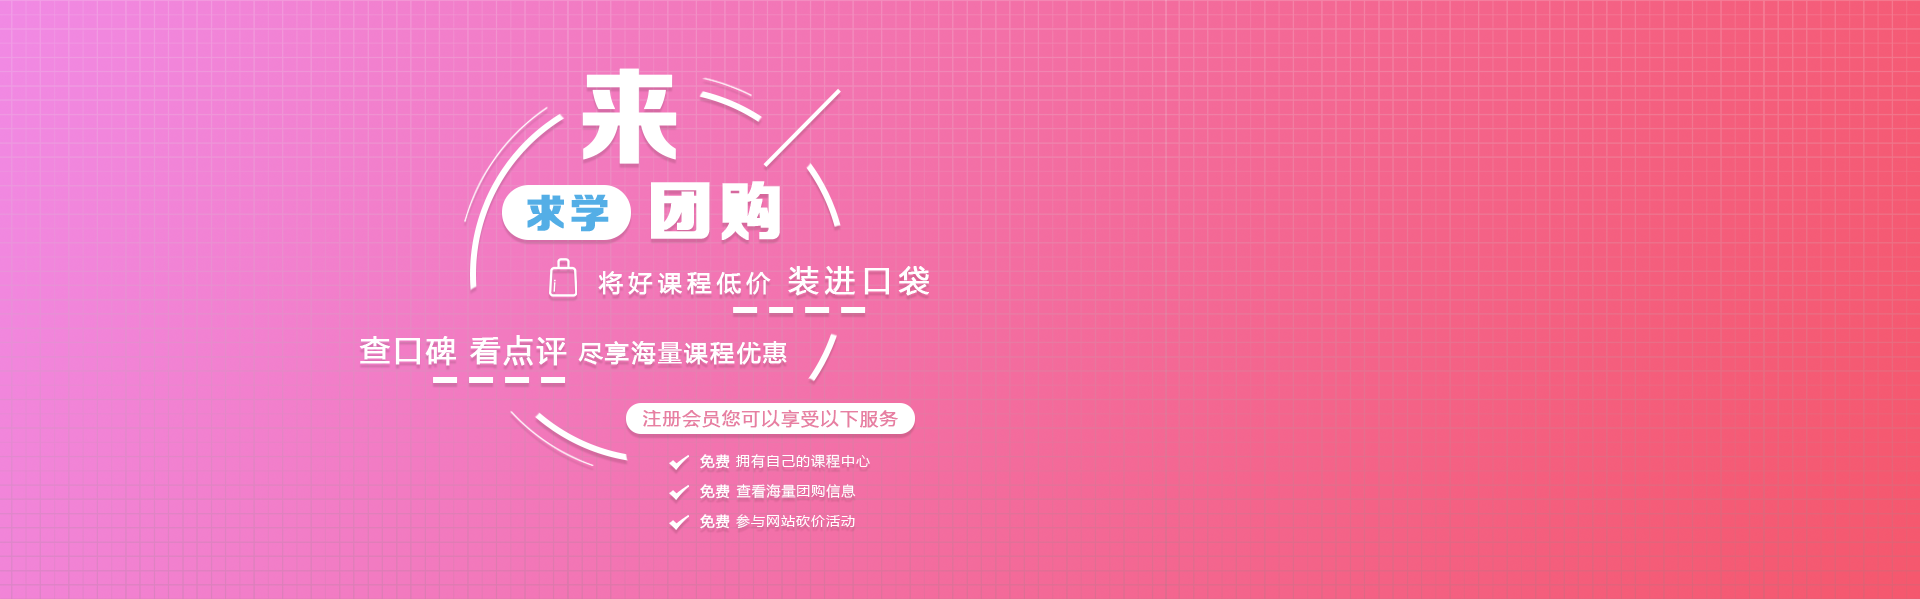 来
求学 团购
将好课程低价 装进口袋
查口碑 看点评 尽享海量课程优惠
注册会员您可以享受以下服务
免费 拥有自己的课程中心
免费 查看海量团购信息
免费 参与网站砍价活动